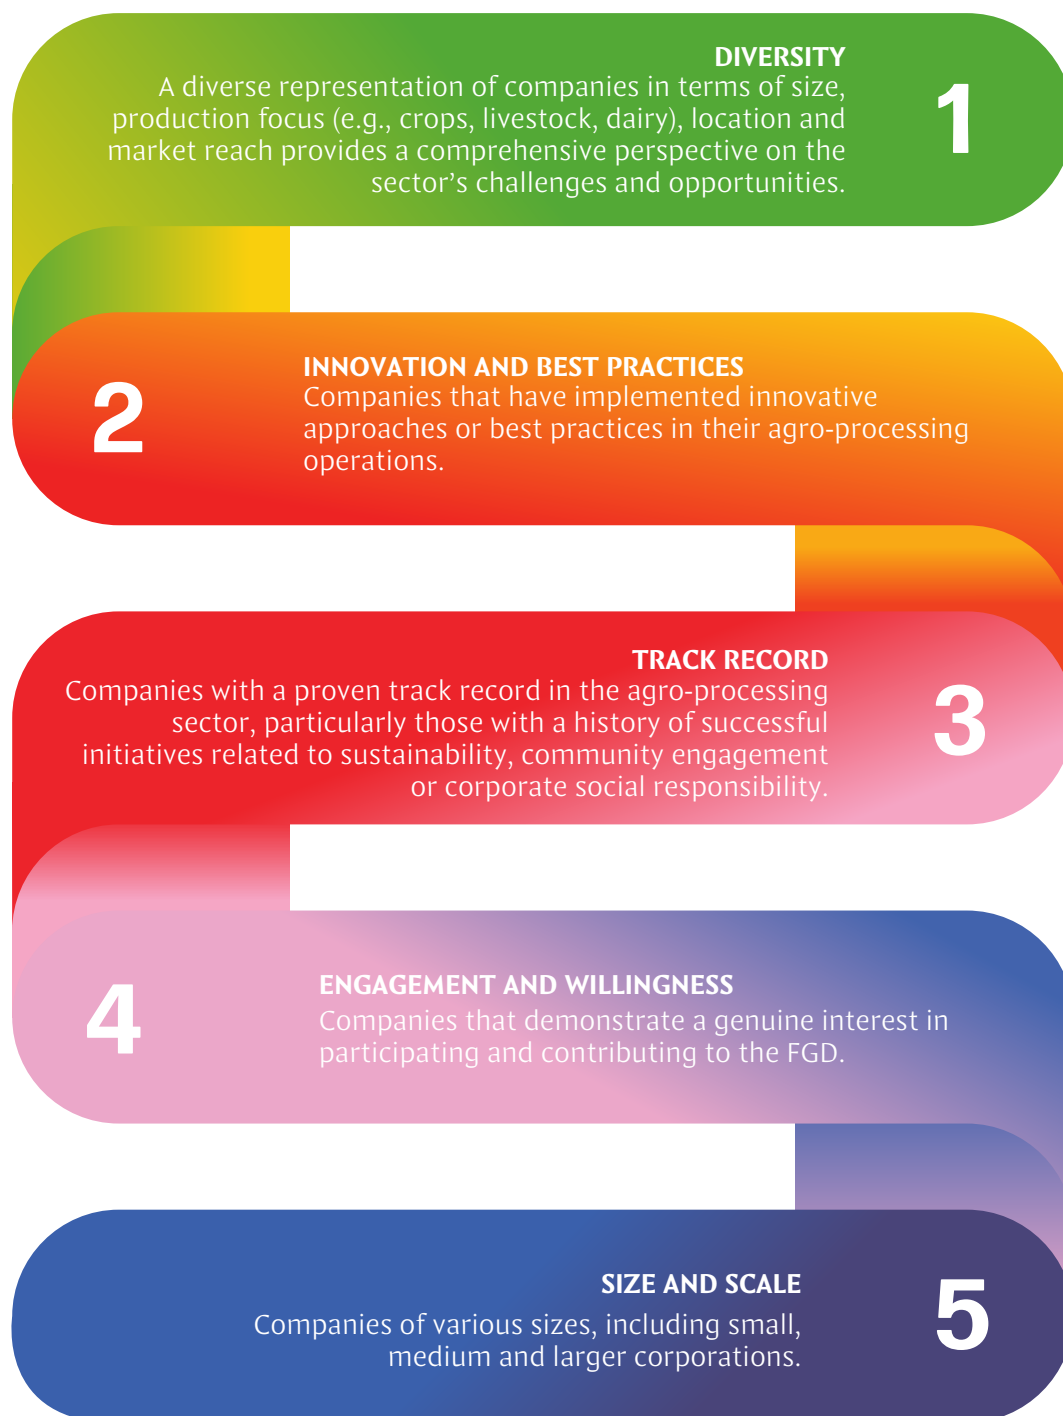 DIVERSITY
A diverse representation of companies in terms of size,
production focus (e.g., crops, livestock, dairy), location and
market reach provides a comprehensive perspective on the
sector’s challenges and opportunities.
1
2
INNOVATION AND BEST PRACTICES
Companies that have implemented innovative
approaches or best practices in their agro-processing
operations.
TRACK RECORD
Companies with a proven track record in the agro-processing
sector, particularly those with a history of successful
initiatives related to sustainability, community engagement
or corporate social responsibility.
3
4
ENGAGEMENT AND WILLINGNESS
Companies that demonstrate a genuine interest in
participating and contributing to the FGD.
SIZE AND SCALE
Companies of various sizes, including small,
medium and larger corporations.
5